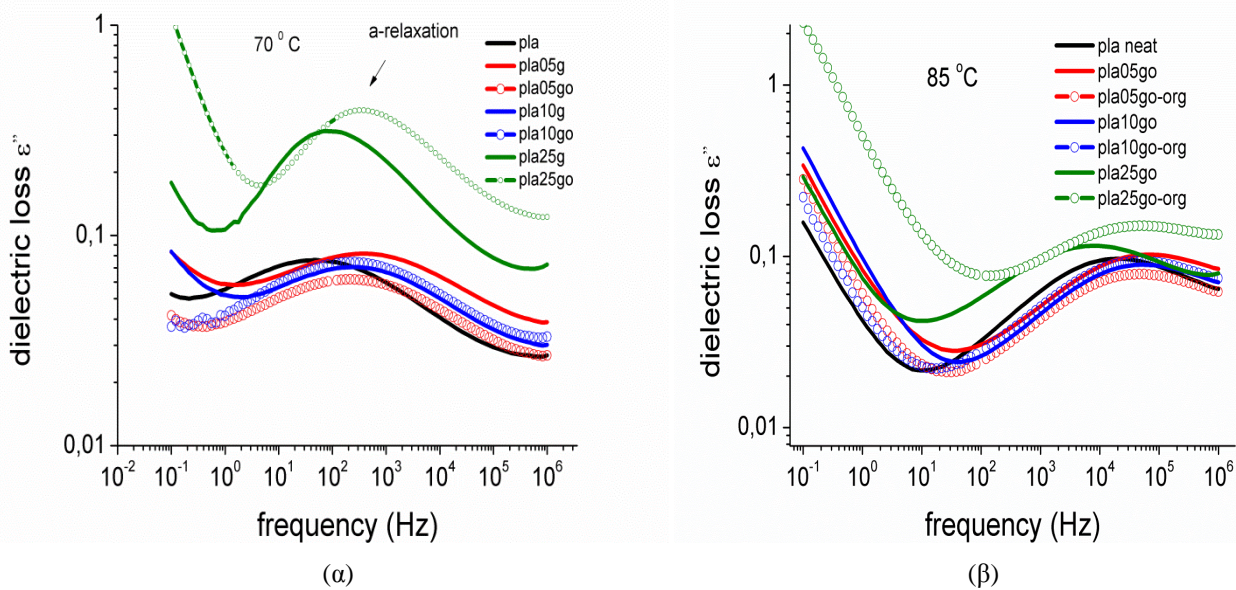 1
0,1
0,01
dielectric loss ε"
70 ⁰ C
a-relaxation
pla
pla05g
pla05go
pla10g
pla10go
pla25g
pla25go
10⁻² 10⁻¹ 10⁰ 10¹ 10² 10³ 10⁴ 10⁵ 10⁶
frequency (Hz)
(α)
1
0,1
0,01
dielectric loss ε"
85 ⁰C
pla neat
pla05go
pla05go-org
pla10go
pla10go-org
pla25go
pla25go-org
10⁻¹ 10⁰ 10¹ 10² 10³ 10⁴ 10⁵ 10⁶
frequency (Hz)
(β)